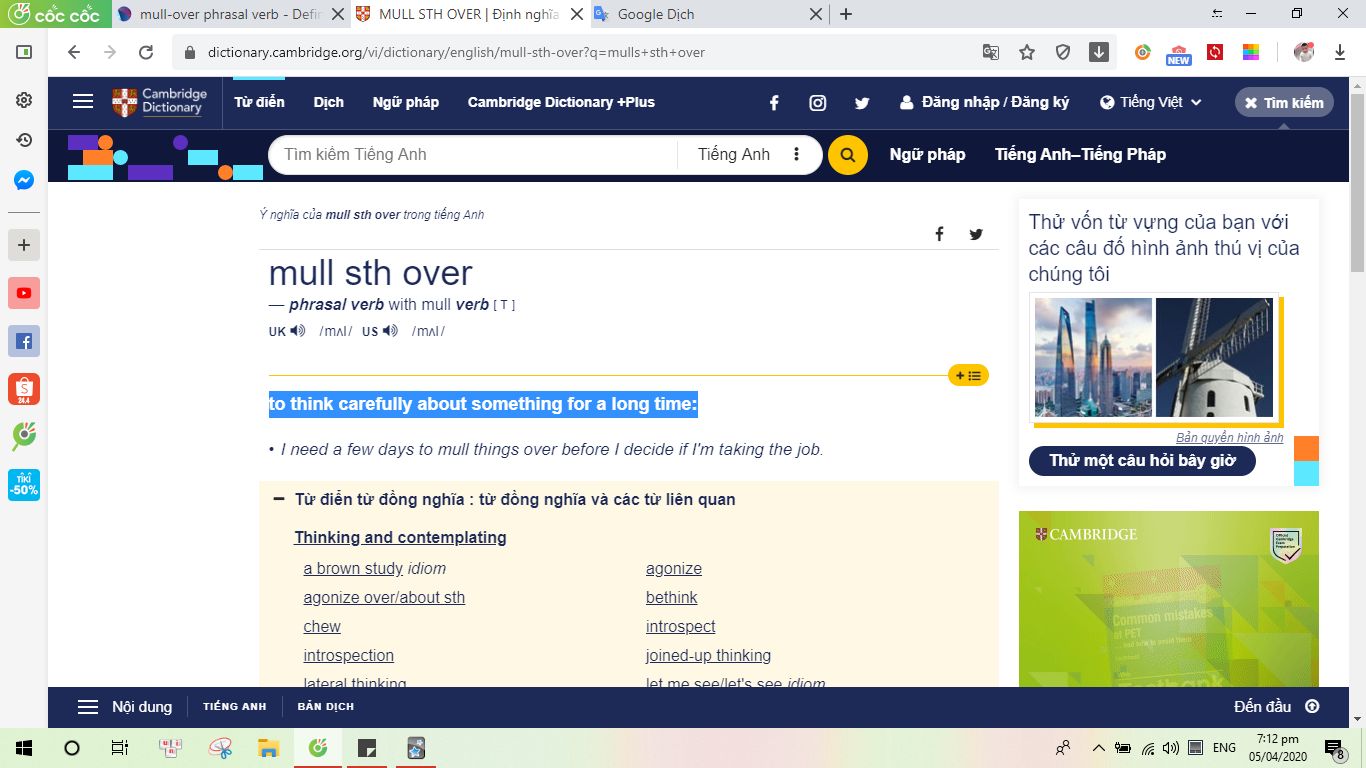 cốc cốc
mull-over phrasal verb - Defin
MULL STH OVER | Định nghĩa
Google Dịch
dictionary.cambridge.org/vi/dictionary/english/mull-sth-over?q=mulls+sth+over
NEW
Cambridge
Dictionary
Từ điển
Dịch
Ngữ pháp
Cambridge Dictionary +Plus
Đăng nhập / Đăng ký
Tiếng Việt
Tìm kiếm
Tìm kiếm Tiếng Anh
Tiếng Anh
Ngữ pháp
Tiếng Anh–Tiếng Pháp
Ý nghĩa của mull sth over trong tiếng Anh
mull sth over
— phrasal verb with mull verb [ T ]
UK /mʌl/ US /mʌl/
to think carefully about something for a long time:
• I need a few days to mull things over before I decide if I'm taking the job.
Từ điển từ đồng nghĩa : từ đồng nghĩa và các từ liên quan
Thinking and contemplating
a brown study idiom
agonize
agonize over/about sth
bethink
chew
introspect
introspection
joined-up thinking
lateral thinking
let me see/let's see idiom
Thử vốn từ vựng của bạn với
các câu đố hình ảnh thú vị của
chúng tôi
Bản quyền hình ảnh
Thử một câu hỏi bây giờ
CAMBRIDGE
Common mistakes
at PET
Testbank
24.4
TIKI
-50%
Nội dung
TIẾNG ANH
BẢN DỊCH
Đến đầu
ENG
7:12 pm
05/04/2020
8